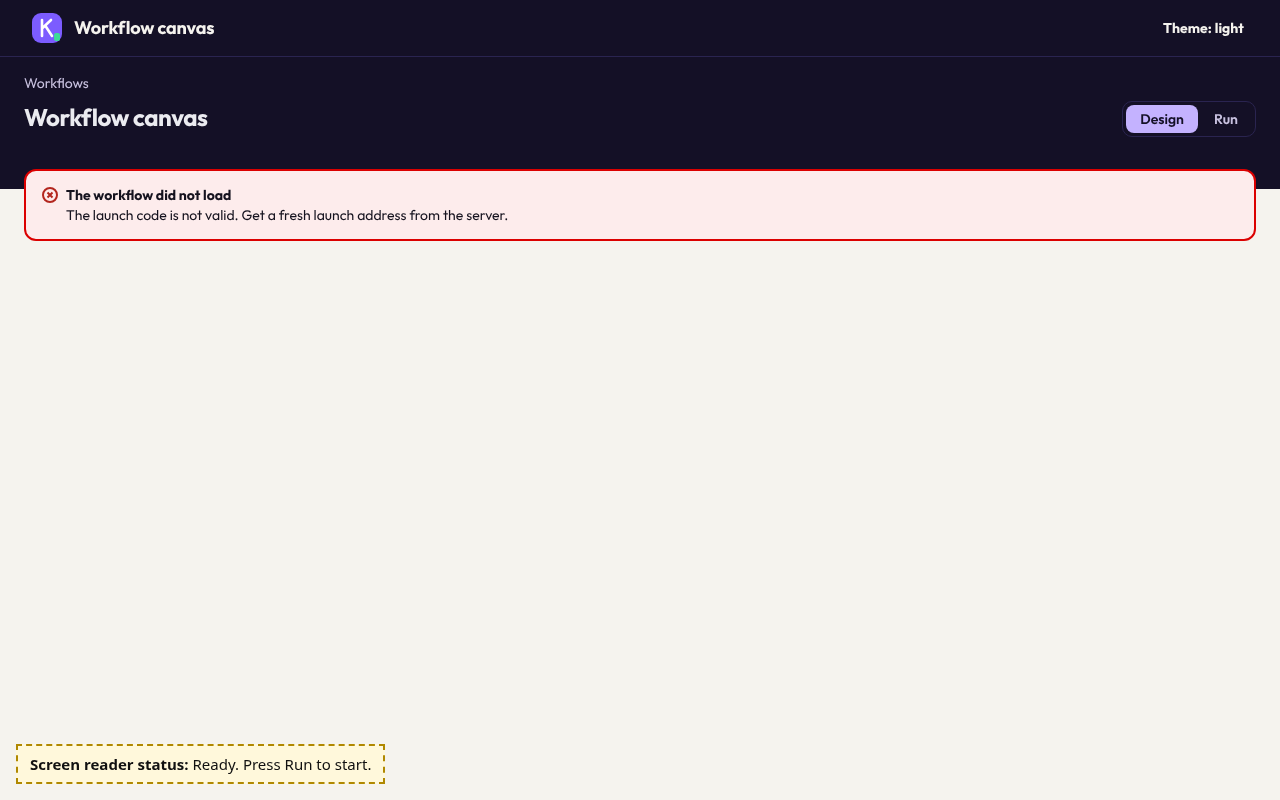 K
Workflow canvas
Theme: light
Workflows
Workflow canvas
Design
Run
The workflow did not load
The launch code is not valid. Get a fresh launch address from the server.
Screen reader status: Ready. Press Run to start.